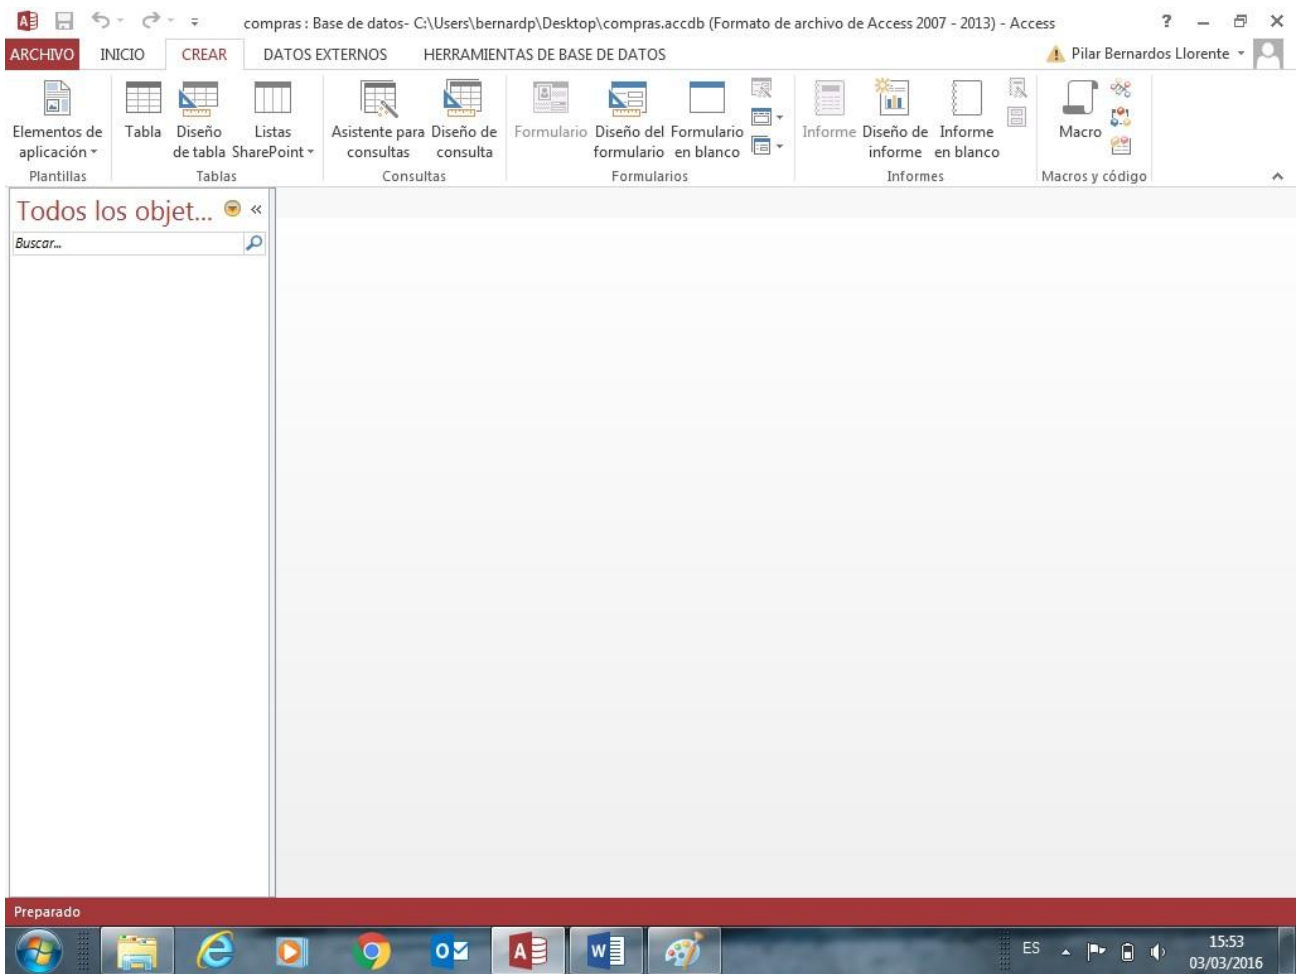 compras : Base de datos- C:\Users\bernardp\Desktop\compras.accdb (Formato de archivo de Access 2007 - 2013) - Access
ARCHIVO INICIO CREAR DATOS EXTERNOS HERRAMIENTAS DE BASE DE DATOS Pilar Bernardos Llorente
Elementos de aplicación
Tabla
Diseño de tabla
Listas SharePoint
Asistente para consultas
Diseño de consulta
Formulario
Diseño del formulario
Formulario en blanco
Informe
Diseño de informe
Informe en blanco
Macro
Plantillas Tablas Consultas Formularios Informes Macros y código
Todos los objet... «
Buscar...
Preparado
ES 15:53
03/03/2016